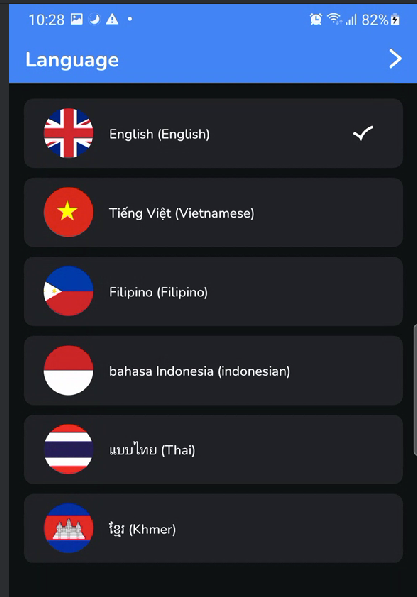 10:28 82%
Language
English (English)
Tiếng Việt (Vietnamese)
Filipino (Filipino)
bahasa Indonesia (indonesian)
แบบไทย (Thai)
ខ្មែរ (Khmer)